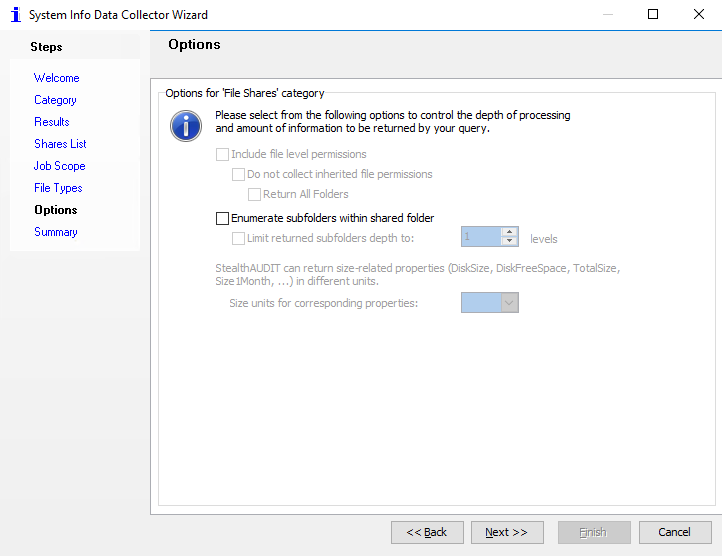 System Info Data Collector Wizard
Steps
Welcome
Category
Results
Shares List
Job Scope
File Types
Options
Summary
Options
Options for 'File Shares' category
Please select from the following options to control the depth of processing
and amount of information to be returned by your query.
Include file level permissions
Do not collect inherited file permissions
Return All Folders
Enumerate subfolders within shared folder
Limit returned subfolders depth to: 1 levels
StealthAUDIT can return size-related properties (DiskSize, DiskFreeSpace, TotalSize,
Size1Month, ...) in different units.
Size units for corresponding properties:
<< Back Next >> Finish Cancel